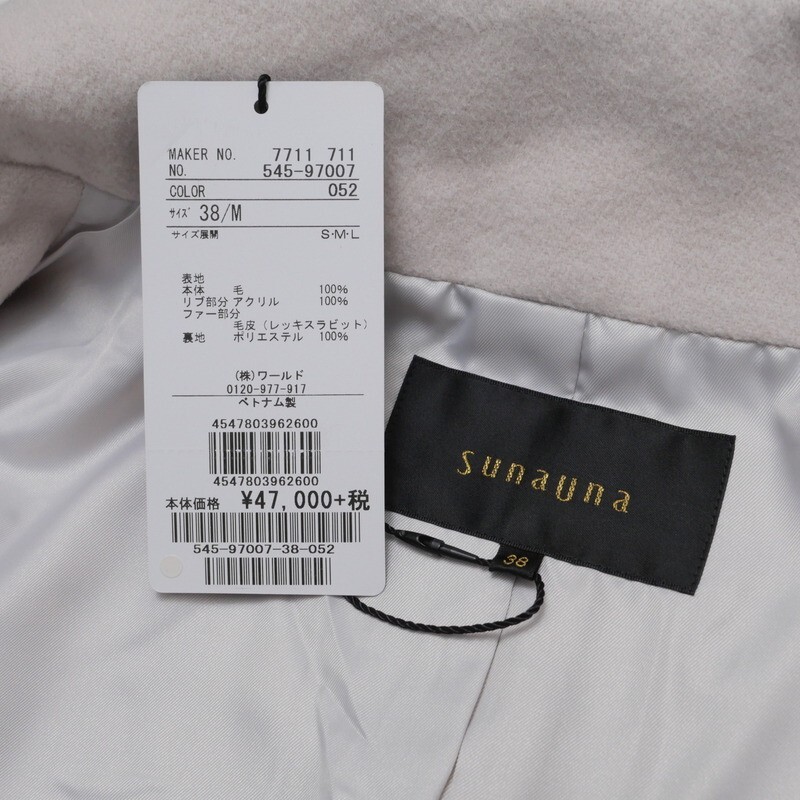 MAKER NO. 7711 711
NO. 545-97007
COLOR 052
サイズ 38/M
サイズ展開 S・M・L
表地
本体 毛 100%
リブ部分 アクリル 100%
ファー部分
毛皮(レッキスラビット)
裏地 ポリエステル 100%
(株)ワールド
0120-977-917
ベトナム製
4547803962600
4547803962600
本体価格 ¥47,000+税
545-97007-38-052
sunauna
38